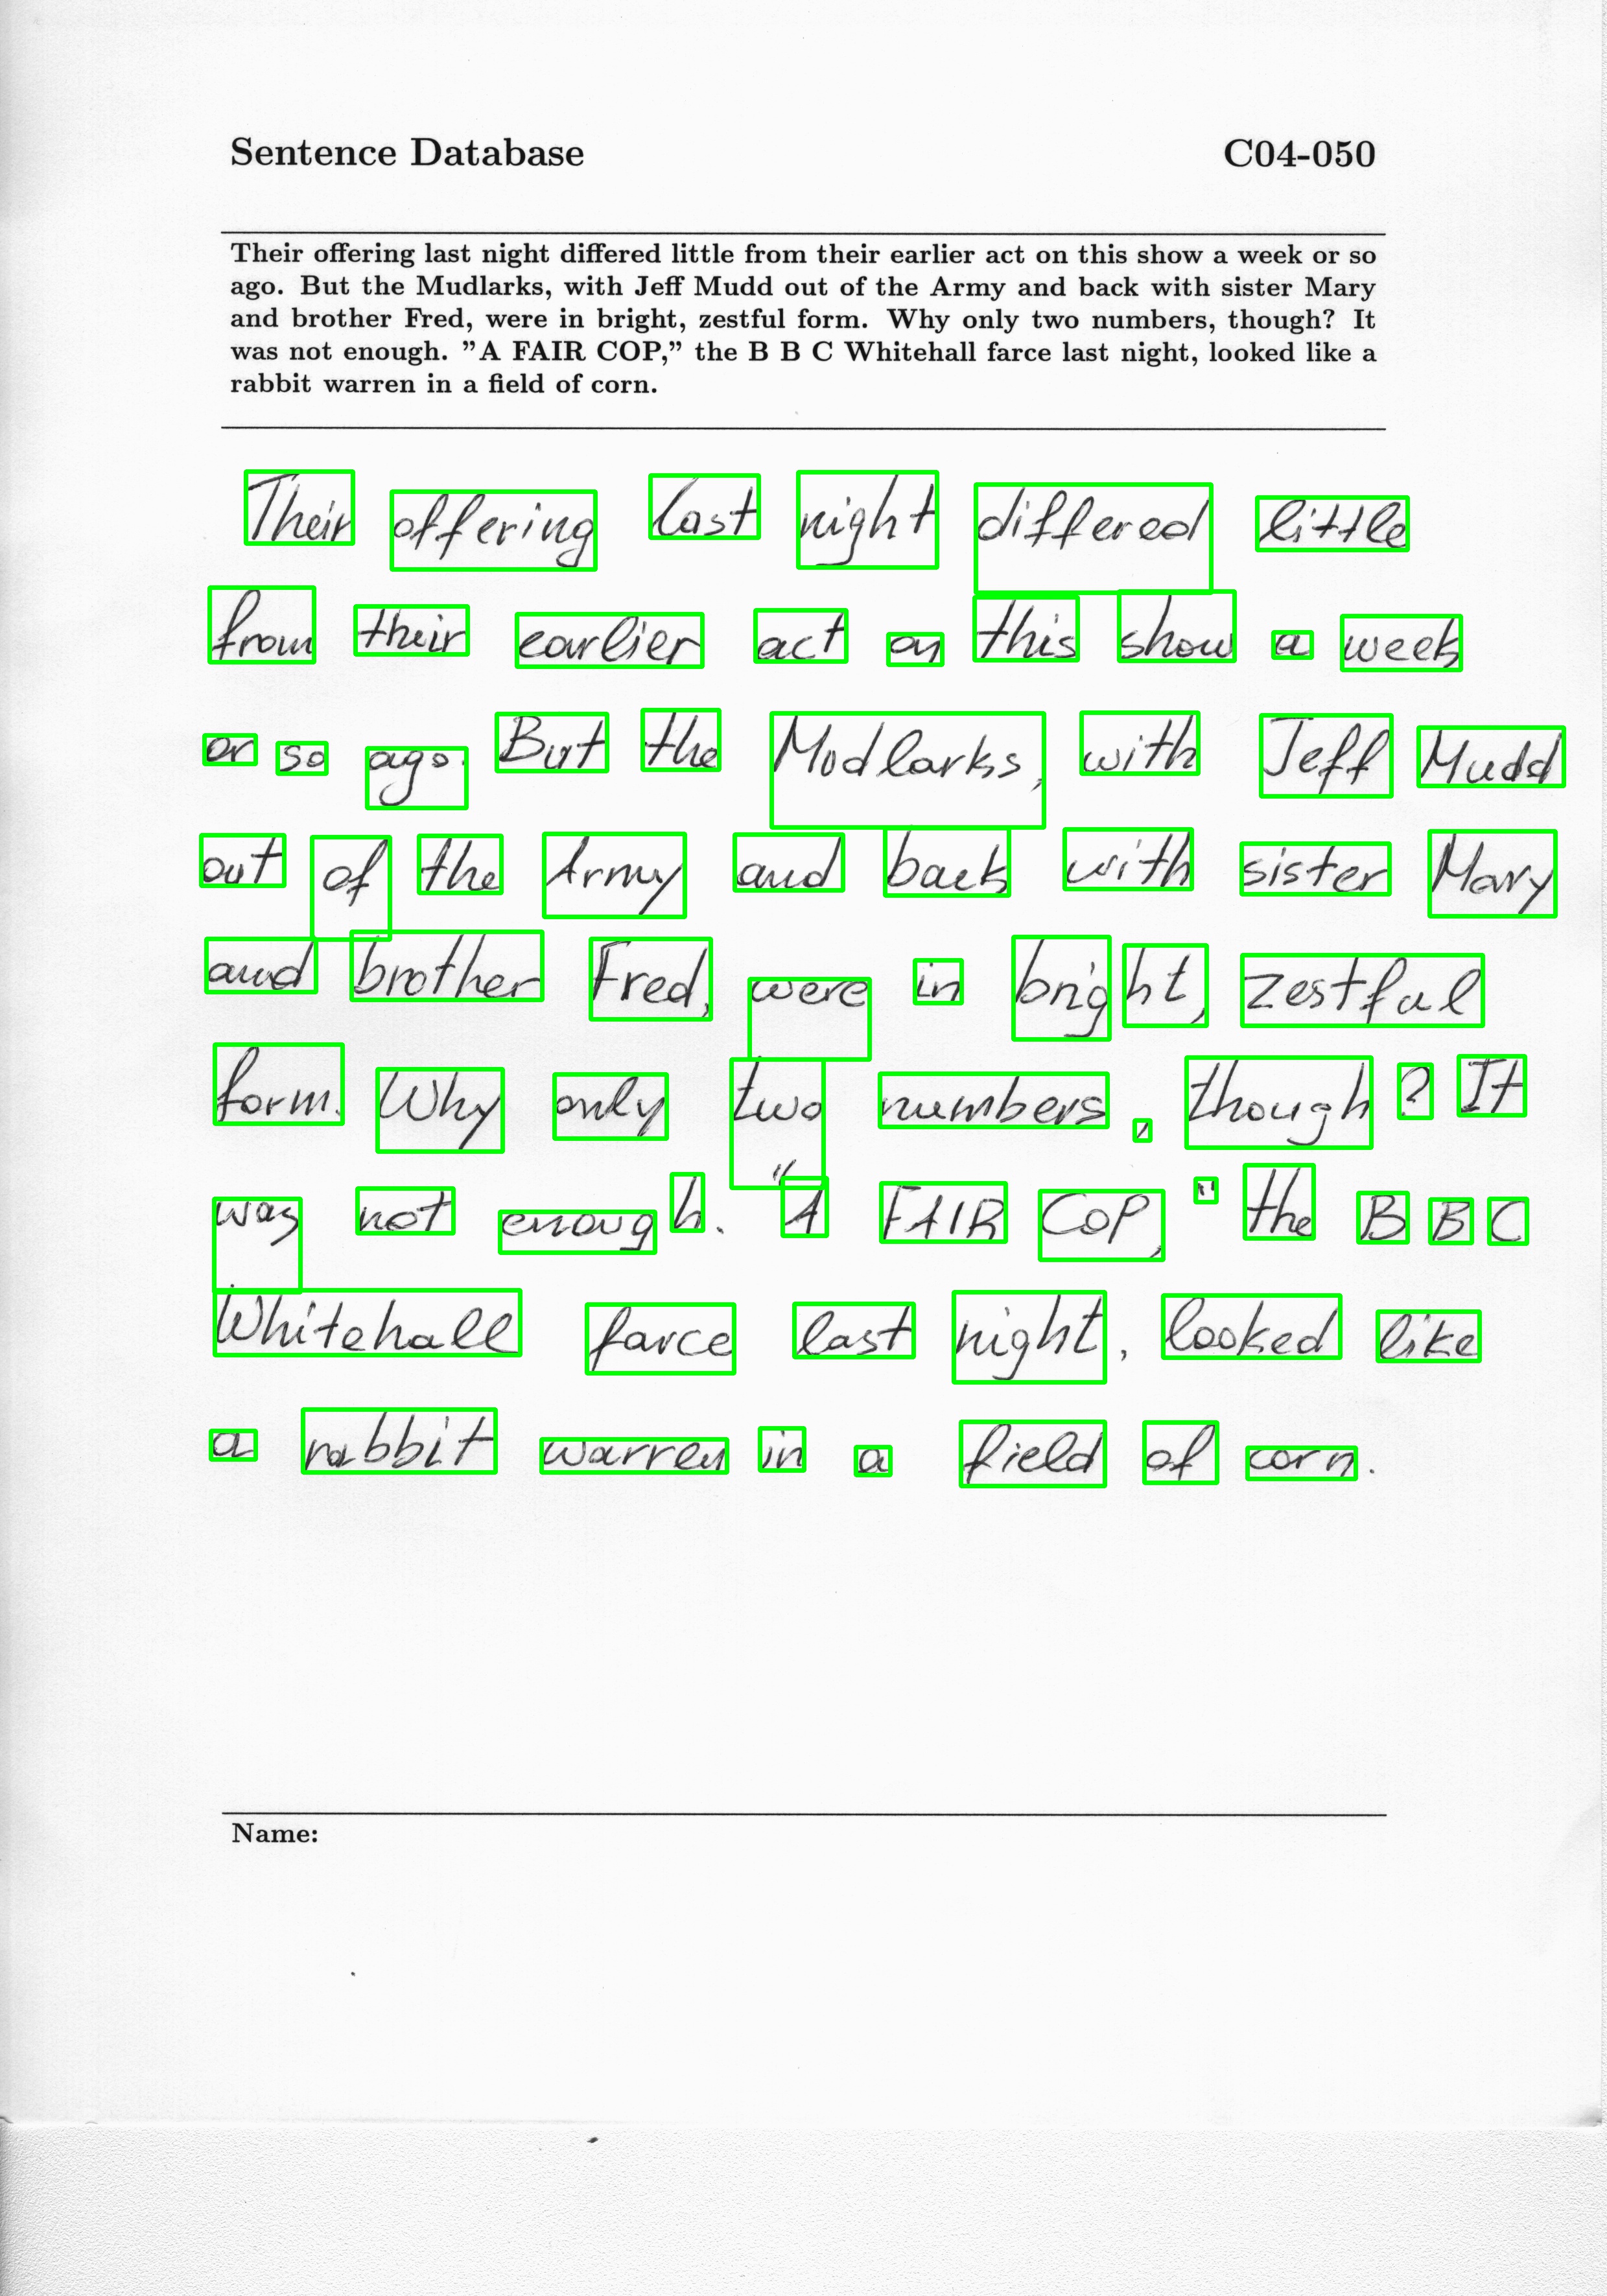 Sentence Database C04-050
Their offering last night differed little from their earlier act on this show a week or so
ago. But the Mudlarks, with Jeff Mudd out of the Army and back with sister Mary
and brother Fred, were in bright, zestful form. Why only two numbers, though? It
was not enough. "A FAIR COP," the B B C Whitehall farce last night, looked like a
rabbit warren in a field of corn.
Their offering last night differed little
from their earlier act on this show a week
or so ago. But the Modlarks, with Jeff Mudd
out of the Army and back with sister Mary
and brother Fred, were in bright, zestful
form. Why only two numbers, though? It
was not enough. "A FAIR COP," the B B C
Whitehall farce last night, looked like
a rabbit warren in a field of corn.
Name: